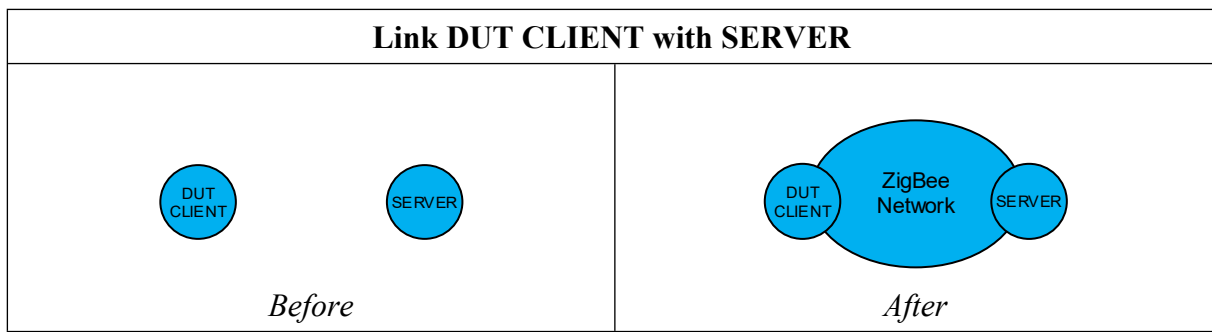 Link DUT CLIENT with SERVER
DUT
CLIENT
SERVER
Before
DUT
CLIENT
ZigBee
Network
SERVER
After